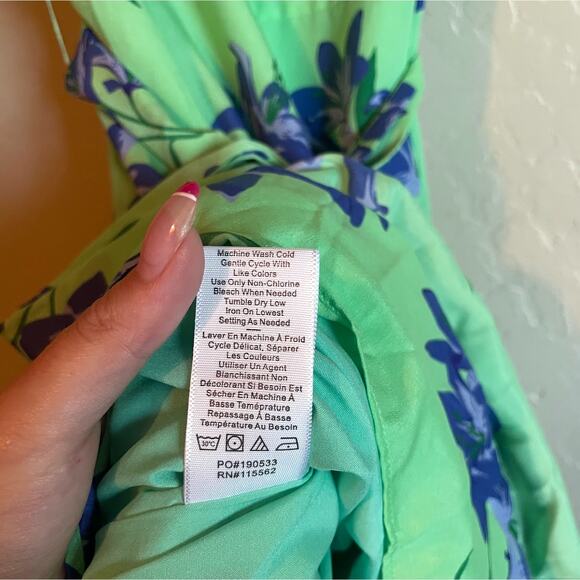 Machine Wash Cold
Gentle Cycle With
Like Colors
Use Only Non-Chlorine
Bleach When Needed
Tumble Dry Low
Iron On Lowest
Setting As Needed
Laver En Machine À Froid
Cycle Délicat, Séparer
Les Couleurs
Utiliser Un Agent
Blanchissant Non
Décolorant Si Besoin Est
Sécher En Machine À
Basse Teméprature
Repassage À Basse
Température Au Besoin
30°C
PO#190533
RN#115562